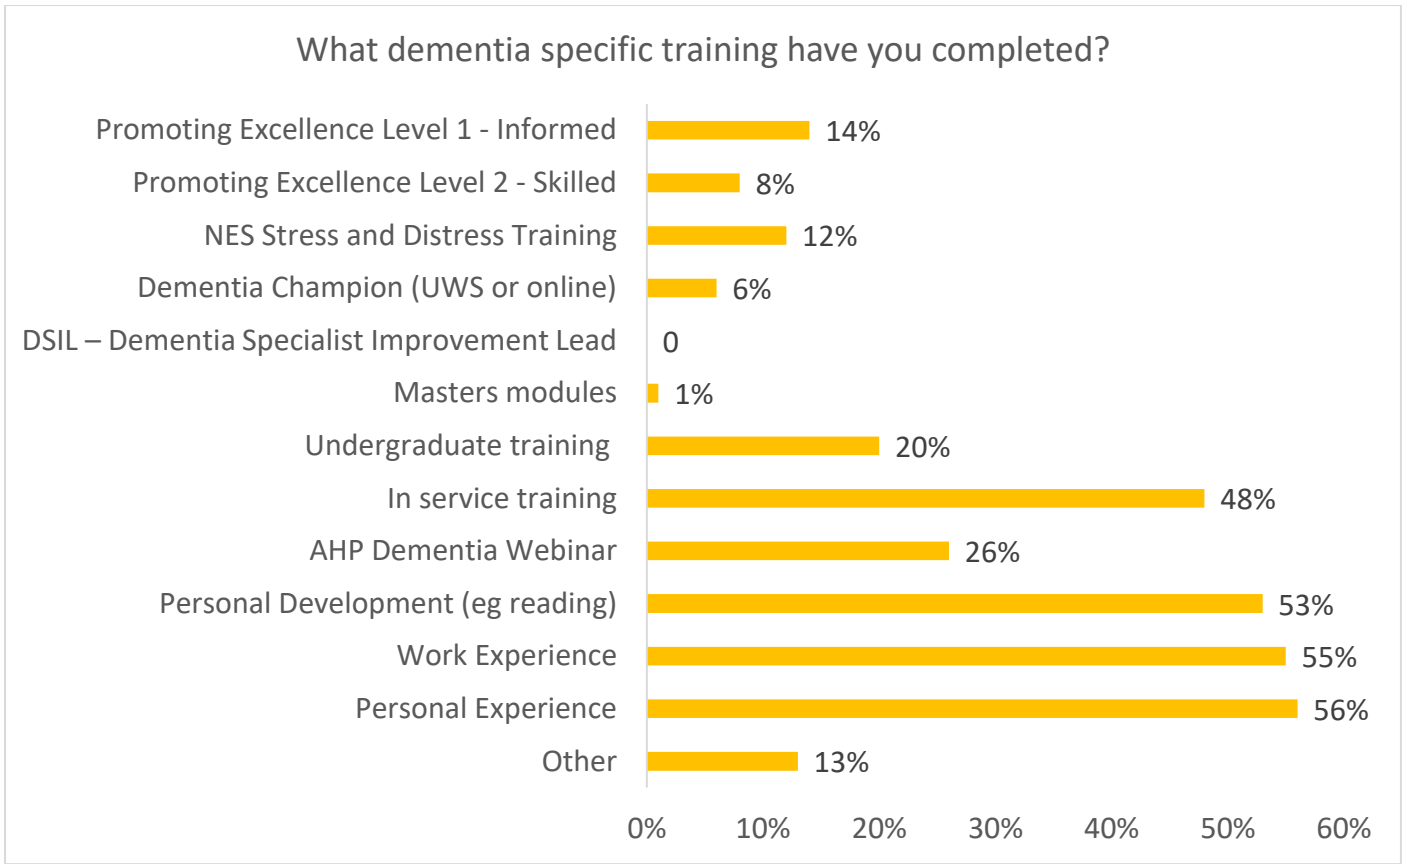 What dementia specific training have you completed?
Promoting Excellence Level 1 - Informed 14%
Promoting Excellence Level 2 - Skilled 8%
NES Stress and Distress Training 12%
Dementia Champion (UWS or online) 6%
DSIL – Dementia Specialist Improvement Lead 0
Masters modules 1%
Undergraduate training 20%
In service training 48%
AHP Dementia Webinar 26%
Personal Development (eg reading) 53%
Work Experience 55%
Personal Experience 56%
Other 13%
0% 10% 20% 30% 40% 50% 60%